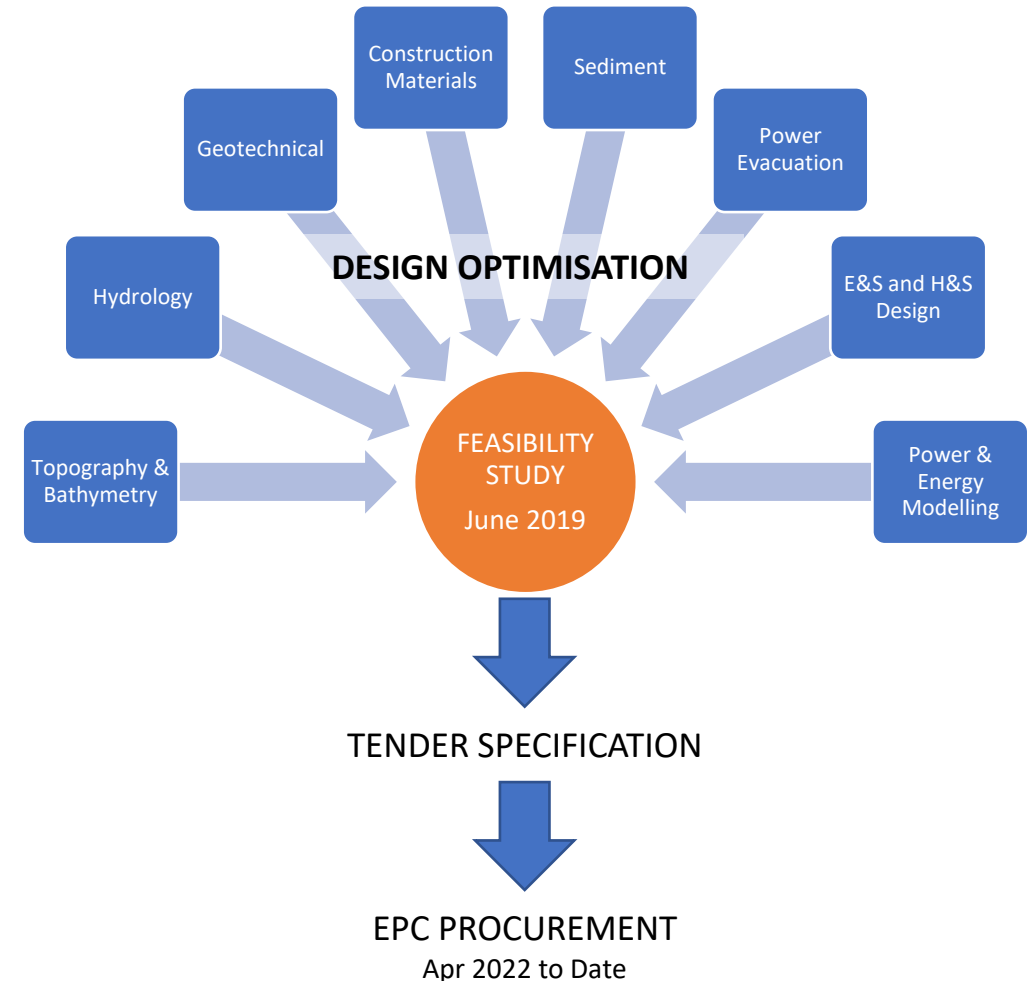 Construction
Materials
Sediment
Geotechnical
Power
Evacuation
DESIGN OPTIMISATION
Hydrology
E&S and H&S
Design
Topography &
Bathymetry
FEASIBILITY
STUDY
June 2019
Power &
Energy
Modelling
TENDER SPECIFICATION
EPC PROCUREMENT
Apr 2022 to Date